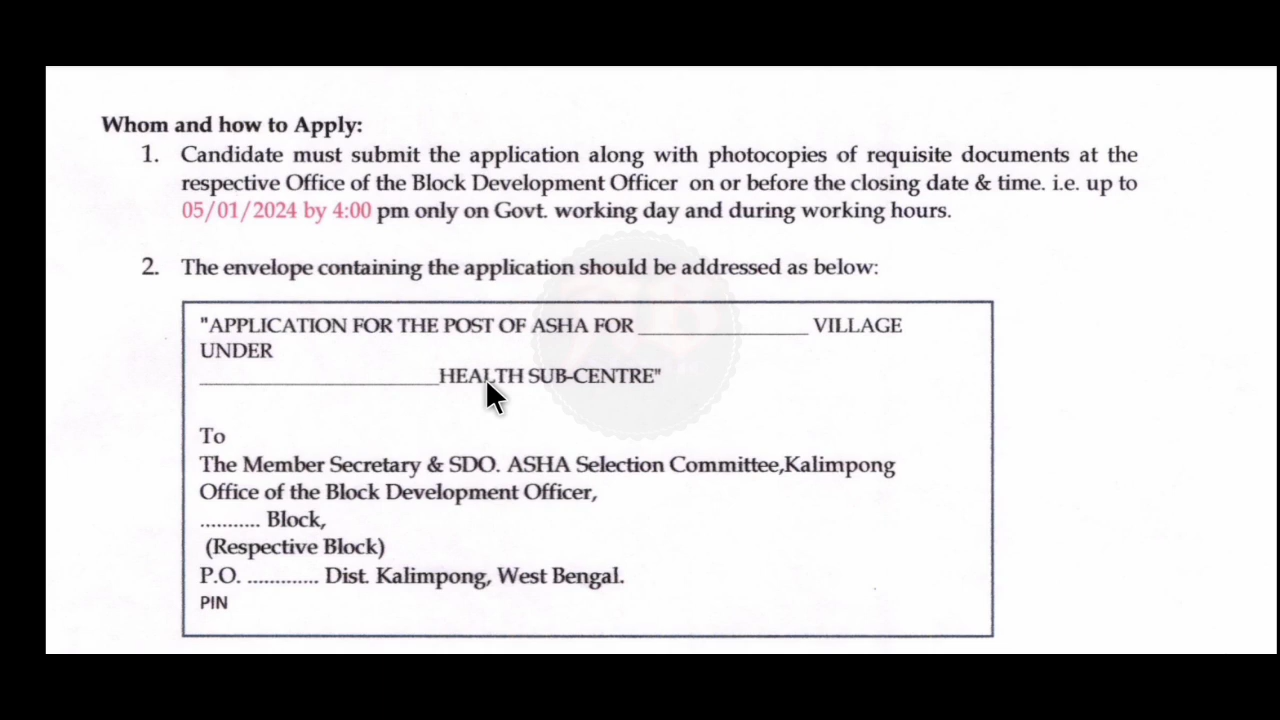 Whom and how to Apply:
1. Candidate must submit the application along with photocopies of requisite documents at the
respective Office of the Block Development Officer on or before the closing date & time. i.e. up to
05/01/2024 by 4:00 pm only on Govt. working day and during working hours.
2. The envelope containing the application should be addressed as below:
"APPLICATION FOR THE POST OF ASHA FOR ________________ VILLAGE
UNDER
_______________________HEALTH SUB-CENTRE"
To
The Member Secretary & SDO. ASHA Selection Committee,Kalimpong
Office of the Block Development Officer,
........... Block,
(Respective Block)
P.O. ............. Dist. Kalimpong, West Bengal.
PIN